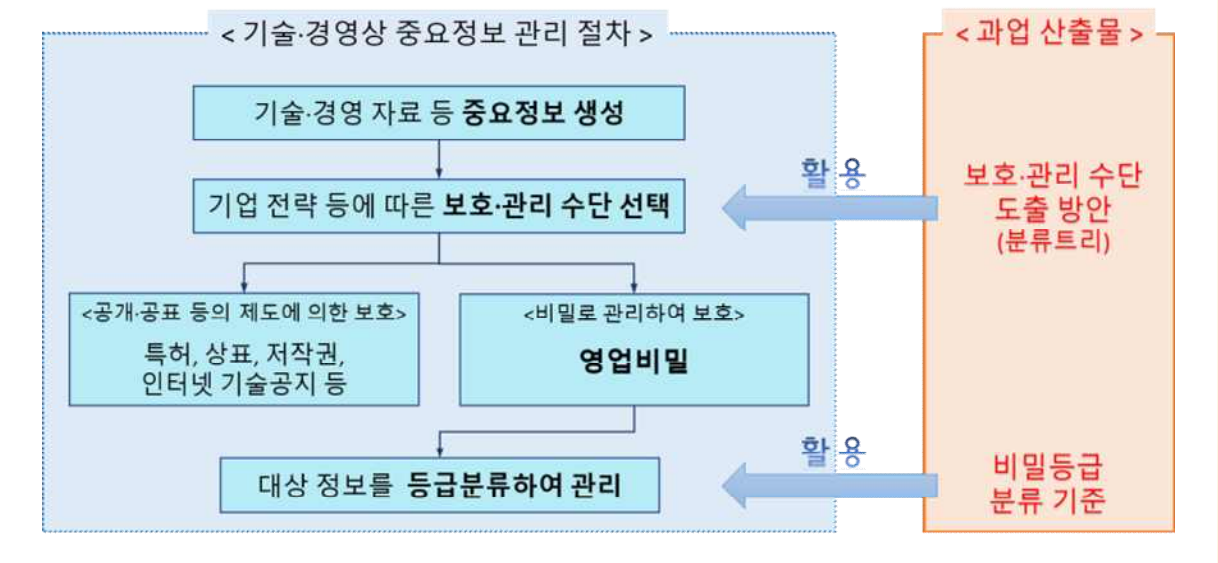 < 기술·경영상 중요정보 관리 절차 >
기술·경영 자료 등 중요정보 생성
기업 전략 등에 따른 보호·관리 수단 선택
<공개·공표 등의 제도에 의한 보호>
특허, 상표, 저작권,
인터넷 기술공지 등
<비밀로 관리하여 보호>
영업비밀
대상 정보를 등급분류하여 관리
활 용
활 용
< 과업 산출물 >
보호·관리 수단
도출 방안
(분류트리)
비밀등급
분류 기준